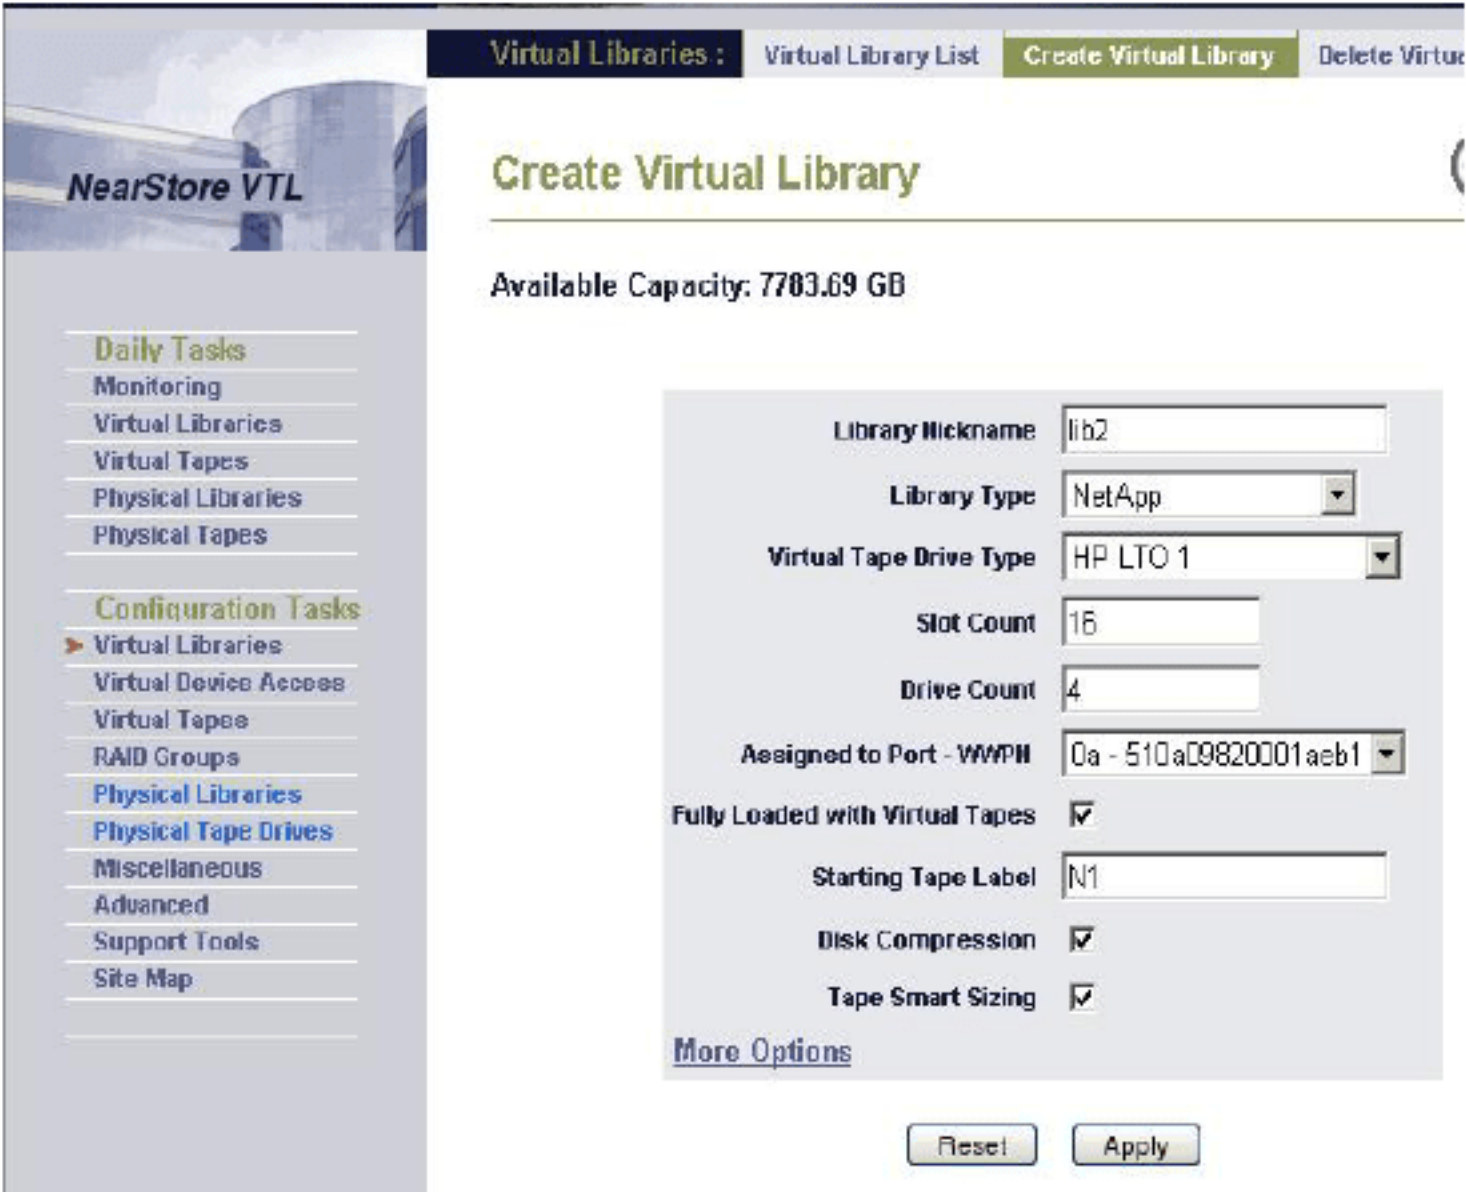 Virtual Libraries : Virtual Library List Create Virtual Library Delete Virtua
NearStore VTL
Create Virtual Library
Available Capacity: 7783.69 GB
Daily Tasks
Monitoring
Virtual Libraries
Virtual Tapes
Physical Libraries
Physical Tapes
Configuration Tasks
Virtual Libraries
Virtual Device Access
Virtual Tapes
RAID Groups
Physical Libraries
Physical Tape Drives
Miscellaneous
Advanced
Support Tools
Site Map
Library Nickname lib2
Library Type NetApp
Virtual Tape Drive Type HP LTO 1
Slot Count
Drive Count 4
Assigned to Port - WWPN 0a - 510a09820001aeb1
Fully Loaded with Virtual Tapes
Starting Tape Label N1
Disk Compression
Tape Smart Sizing
More Options
Reset Apply